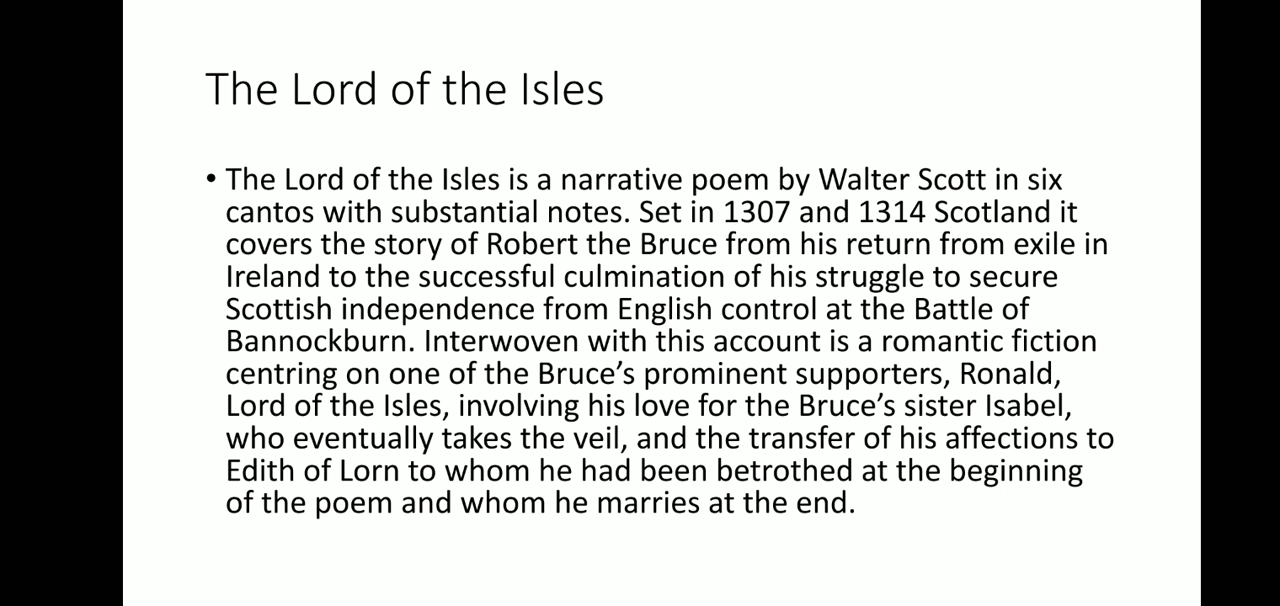 The Lord of the Isles
• The Lord of the Isles is a narrative poem by Walter Scott in six
cantos with substantial notes. Set in 1307 and 1314 Scotland it
covers the story of Robert the Bruce from his return from exile in
Ireland to the successful culmination of his struggle to secure
Scottish independence from English control at the Battle of
Bannockburn. Interwoven with this account is a romantic fiction
centring on one of the Bruce’s prominent supporters, Ronald,
Lord of the Isles, involving his love for the Bruce’s sister Isabel,
who eventually takes the veil, and the transfer of his affections to
Edith of Lorn to whom he had been betrothed at the beginning
of the poem and whom he marries at the end.